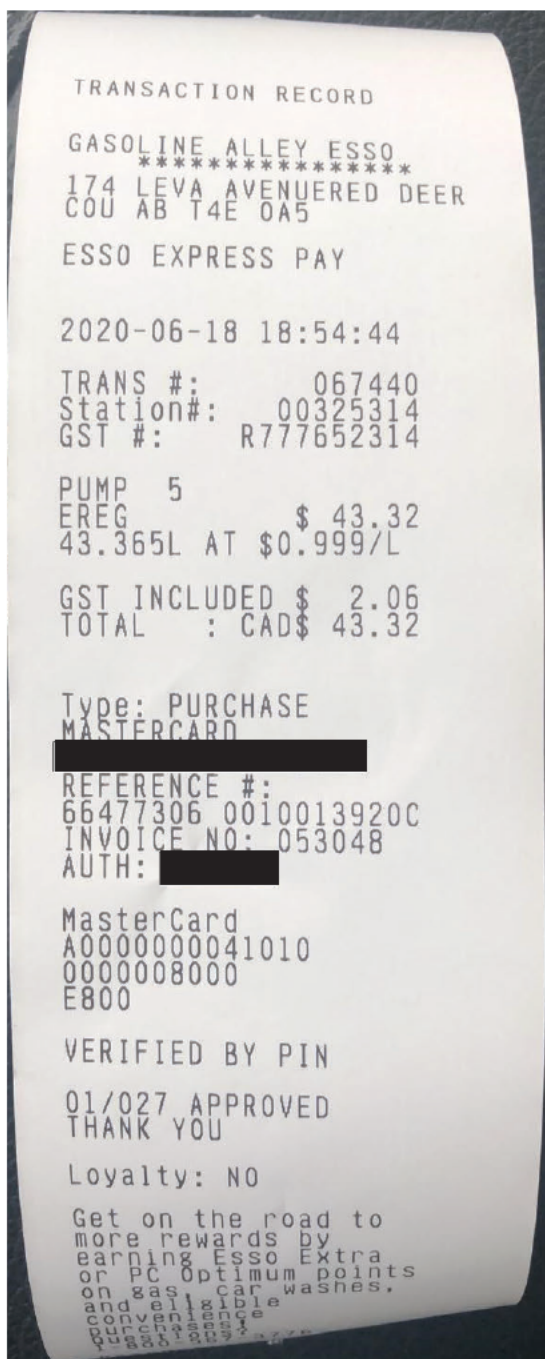 TRANSACTION RECORD
GASOLINE ALLEY ESSO
*****************
174 LEVA AVENUERED DEER
COU AB T4E 0A5
ESSO EXPRESS PAY
2020-06-18 18:54:44
TRANS #: 067440
Station#: 00325314
GST #: R777652314
PUMP 5
EREG $ 43.32
43.365L AT $0.999/L
GST INCLUDED $ 2.06
TOTAL : CAD$ 43.32
Type: PURCHASE
MASTERCARD
REFERENCE #:
66477306 0010013920C
INVOICE NO: 053048
AUTH:
MasterCard
A0000000041010
0000008000
E800
VERIFIED BY PIN
01/027 APPROVED
THANK YOU
Loyalty: NO
Get on the road to
more rewards by
earning Esso Extra
or PC Optimum points
on gas, car washes,
and eligible
convenience
purchases!
Questions?